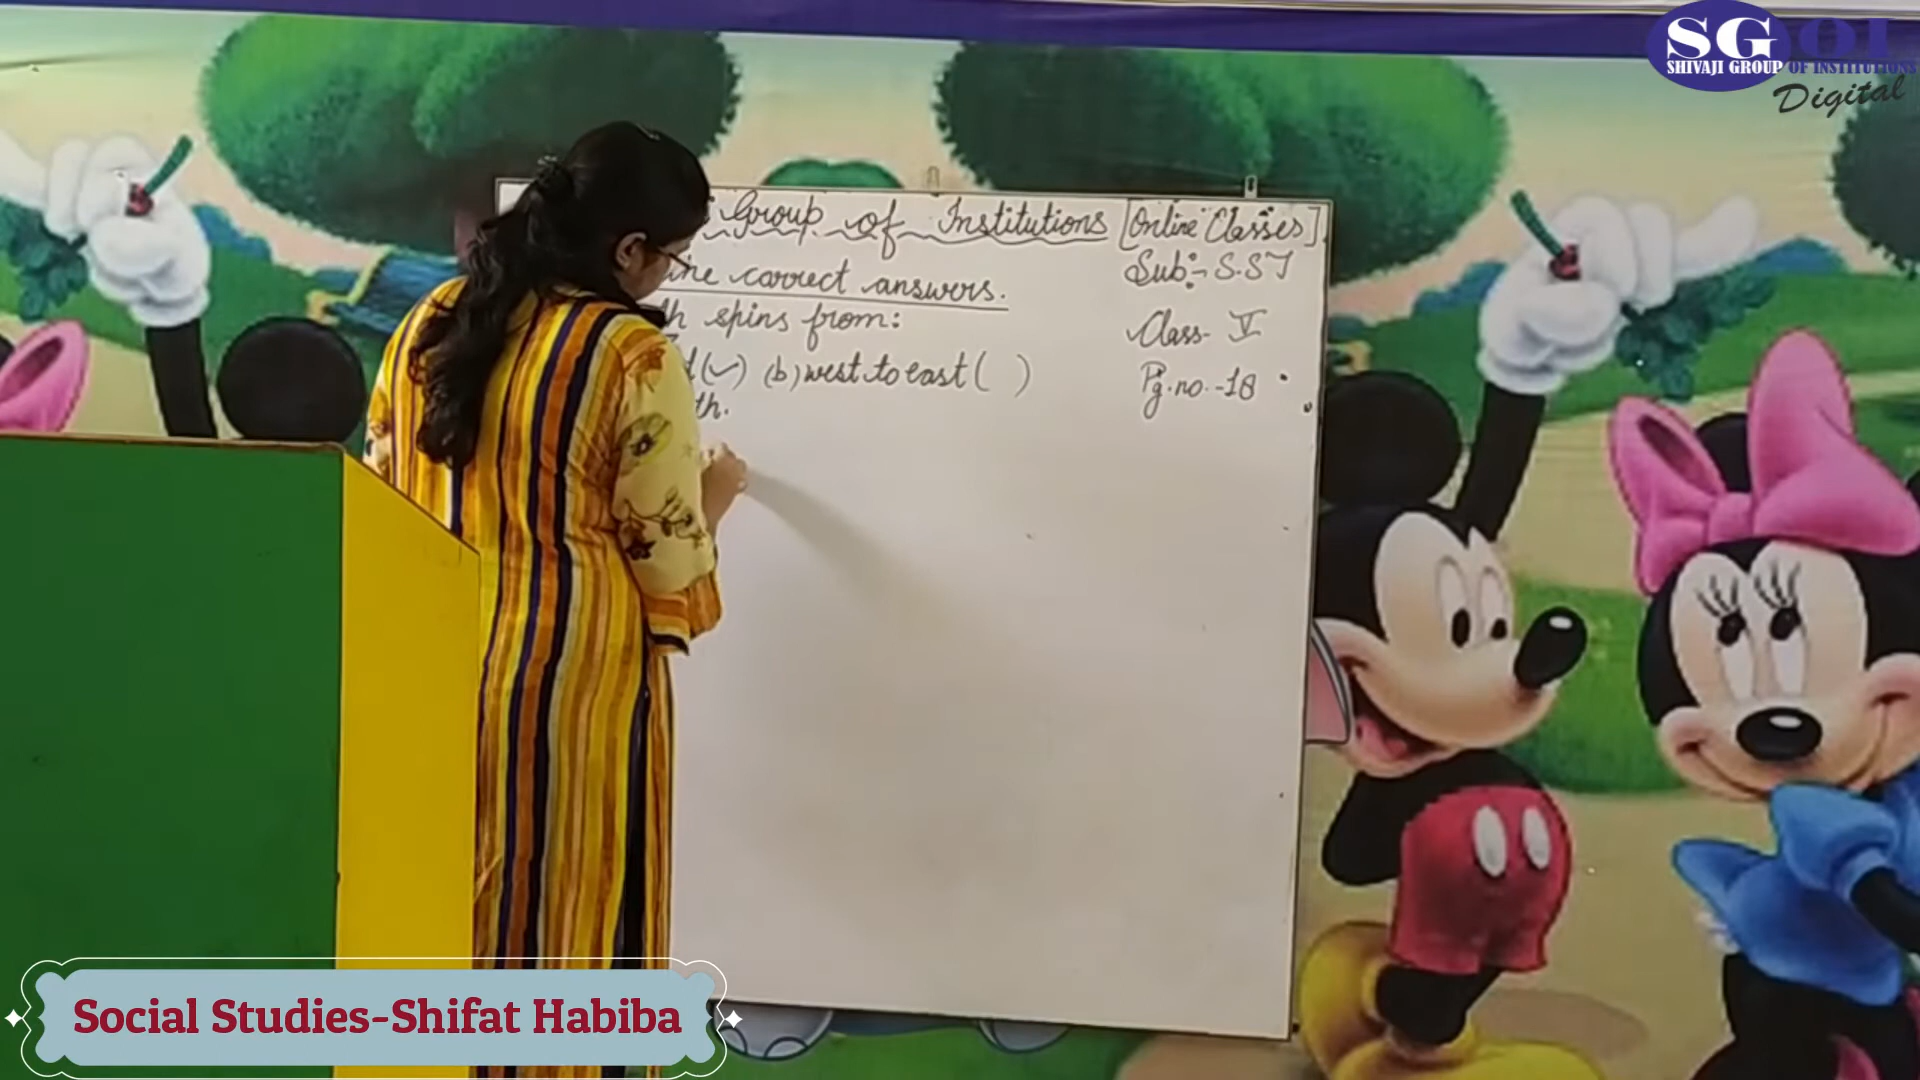 SGOI
SHIVAJI GROUP OF INSTITUTIONS
Digital
Group of Institutions [Online Classes]
correct answers.
Sub:- S.ST
spins from:
Class- V
(✓) (b) west to east ( )
Pg.no.-18
th.
Social Studies-Shifat Habiba